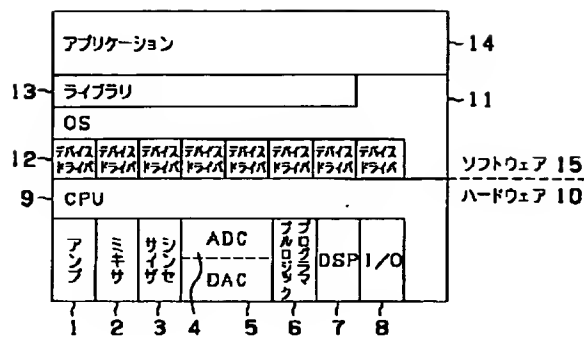 アプリケーション
14
13
ライブラリ
11
OS
12
デバイスドライバ
デバイスドライバ
デバイスドライバ
デバイスドライバ
デバイスドライバ
デバイスドライバ
デバイスドライバ
デバイスドライバ
ソフトウェア 15
ハードウェア 10
9
CPU
アンプ
ミキサ
シンセサイザ
ADC
DAC
プログラマブルロジック
DSP
I/O
1
2
3
4
5
6
7
8